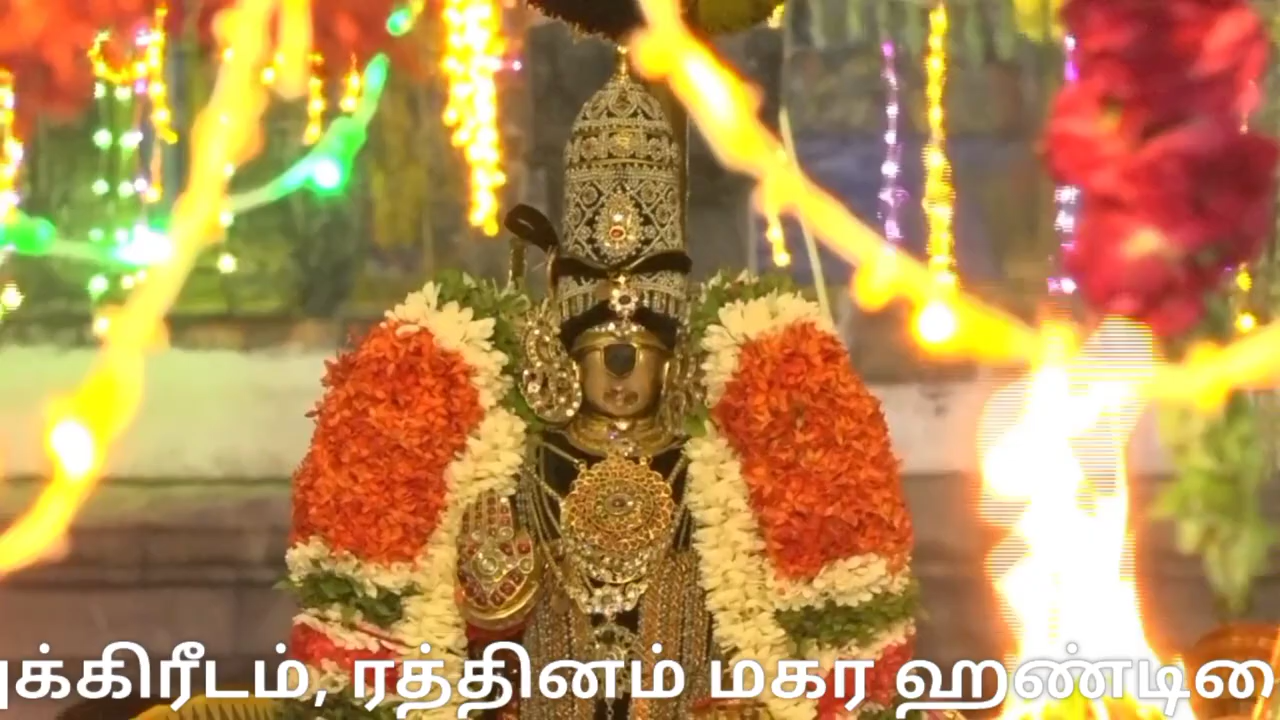 க்கிரீடம், ரத்தினம் மகர ஹண்டிகை